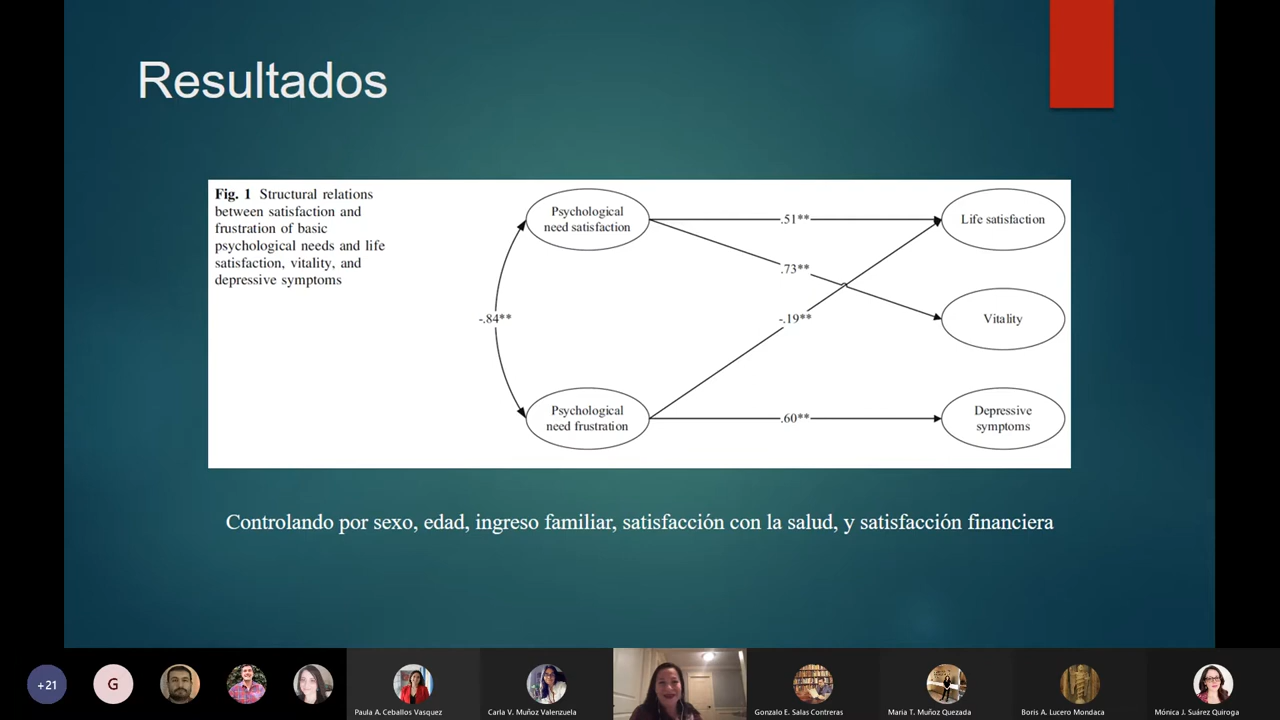 Resultados
Fig. 1 Structural relations
between satisfaction and
frustration of basic
psychological needs and life
satisfaction, vitality, and
depressive symptoms
Psychological
need satisfaction
.51**
Life satisfaction
.73**
-.84**
-.19**
Vitality
Psychological
need frustration
.60**
Depressive
symptoms
Controlando por sexo, edad, ingreso familiar, satisfacción con la salud, y satisfacción financiera
+21
G
Paula A. Ceballos Vasquez
Carla V. Muñoz Valenzuela
Gonzalo E. Salas Contreras
Maria T. Muñoz Quezada
Boris A. Lucero Mondaca
Mónica J. Suárez Quiroga